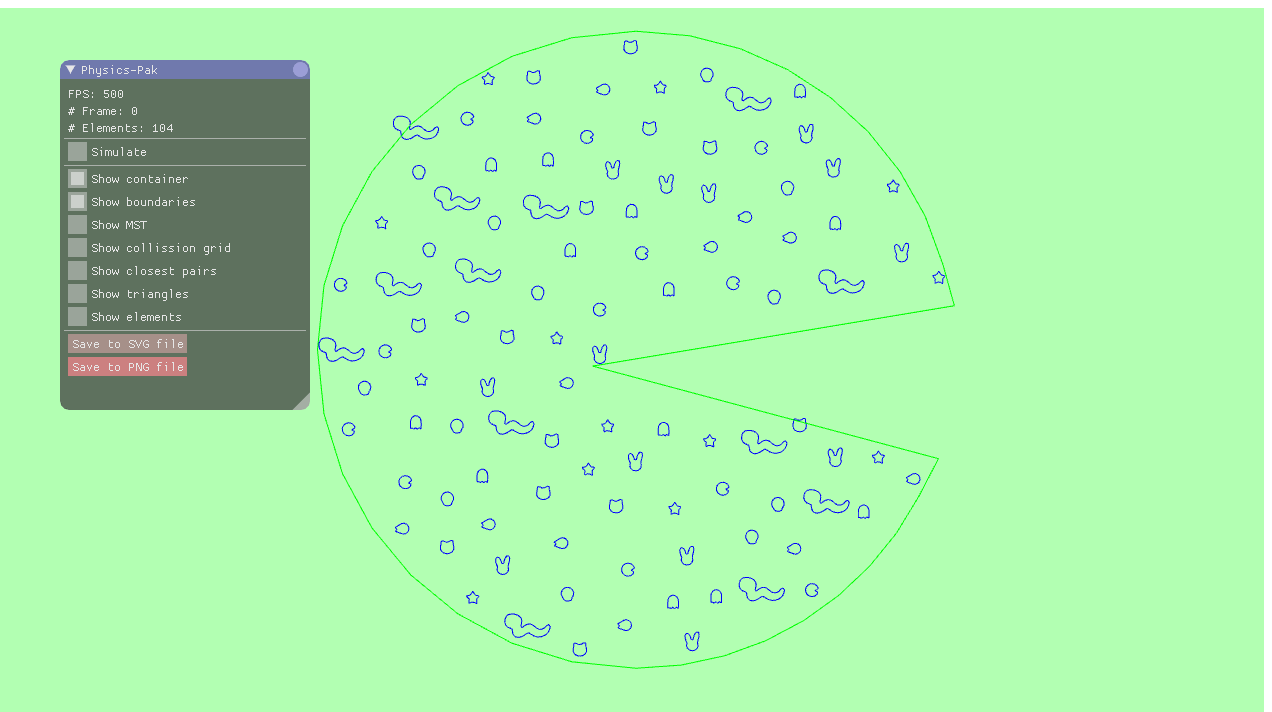 Physics-Pak
FPS: 500
# Frame: 0
# Elements: 104
Simulate
Show container
Show boundaries
Show MST
Show collission grid
Show closest pairs
Show triangles
Show elements
Save to SVG file
Save to PNG file